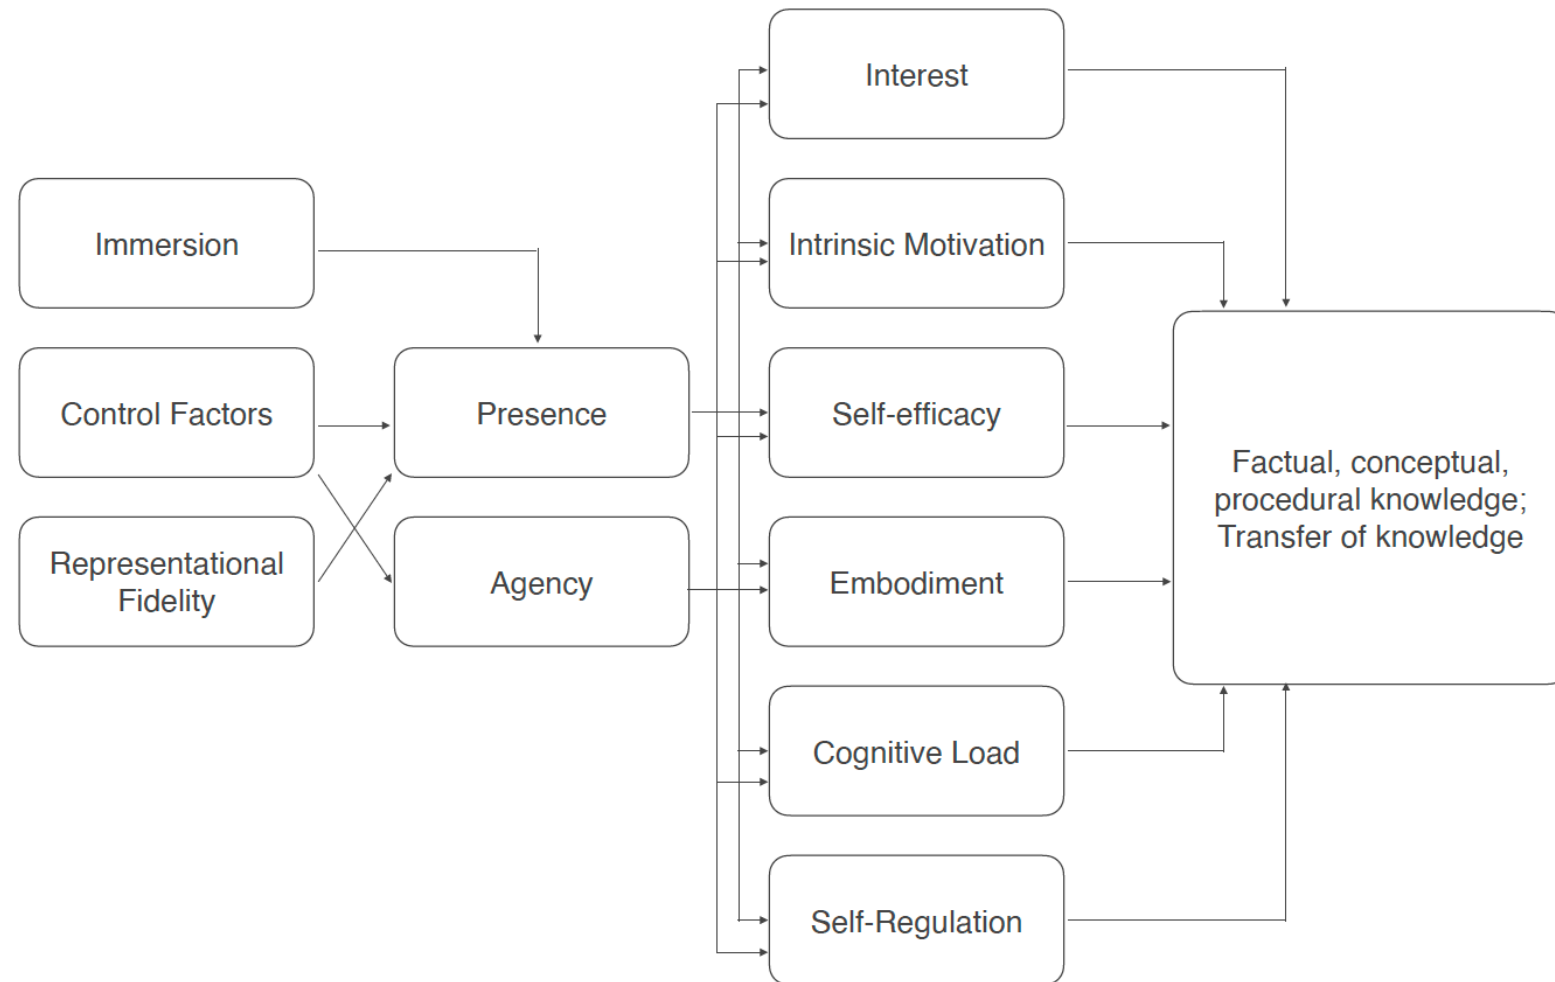 Interest
Immersion
Intrinsic Motivation
Control Factors
Presence
Self-efficacy
Factual, conceptual,
procedural knowledge;
Transfer of knowledge
Representational
Fidelity
Agency
Embodiment
Cognitive Load
Self-Regulation